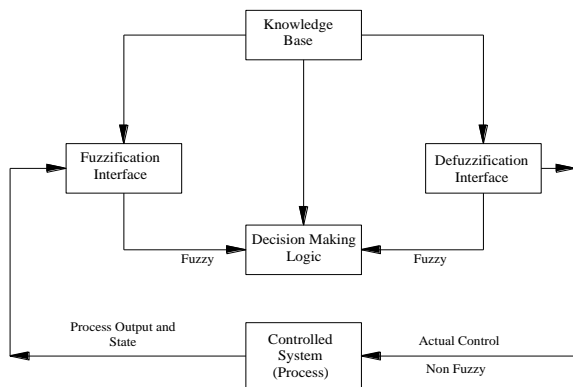 Knowledge
Base
Fuzzification
Interface
Defuzzification
Interface
Decision Making
Logic
Fuzzy
Fuzzy
Process Output and
State
Controlled
System
(Process)
Actual Control
Non Fuzzy